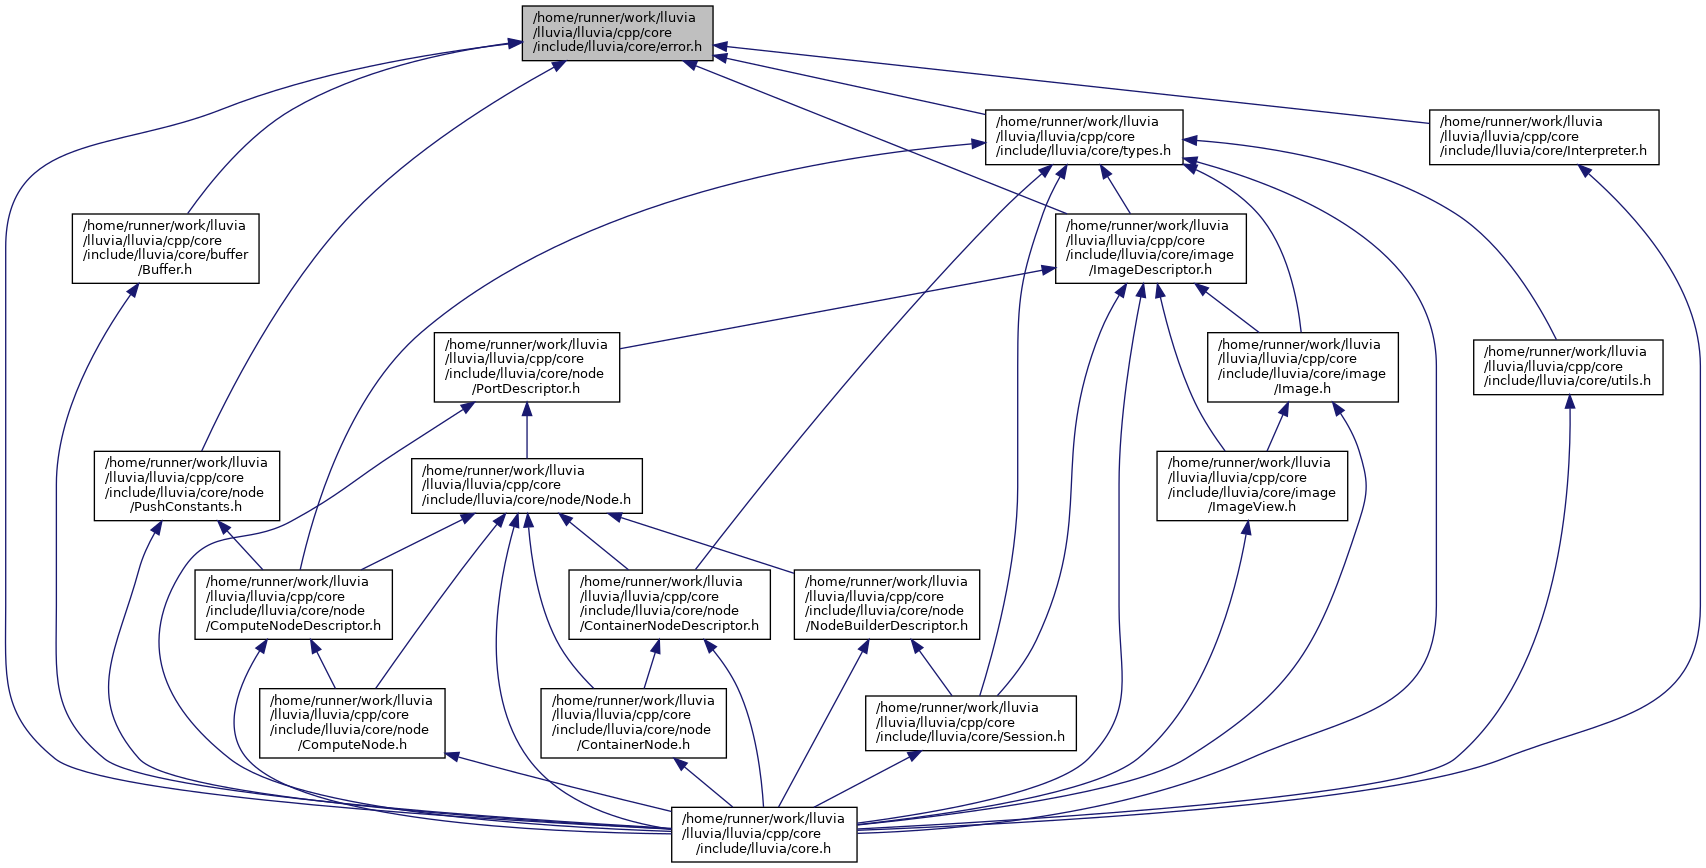 /home/runner/work/lluvia
/lluvia/lluvia/cpp/core
/include/lluvia/core/error.h
/home/runner/work/lluvia
/lluvia/lluvia/cpp/core
/include/lluvia/core/types.h
/home/runner/work/lluvia
/lluvia/lluvia/cpp/core
/include/lluvia/core/Interpreter.h
/home/runner/work/lluvia
/lluvia/lluvia/cpp/core
/include/lluvia/core/buffer
/Buffer.h
/home/runner/work/lluvia
/lluvia/lluvia/cpp/core
/include/lluvia/core/image
/ImageDescriptor.h
/home/runner/work/lluvia
/lluvia/lluvia/cpp/core
/include/lluvia/core/node
/PortDescriptor.h
/home/runner/work/lluvia
/lluvia/lluvia/cpp/core
/include/lluvia/core/image
/Image.h
/home/runner/work/lluvia
/lluvia/lluvia/cpp/core
/include/lluvia/core/utils.h
/home/runner/work/lluvia
/lluvia/lluvia/cpp/core
/include/lluvia/core/node
/PushConstants.h
/home/runner/work/lluvia
/lluvia/lluvia/cpp/core
/include/lluvia/core/node/Node.h
/home/runner/work/lluvia
/lluvia/lluvia/cpp/core
/include/lluvia/core/image
/ImageView.h
/home/runner/work/lluvia
/lluvia/lluvia/cpp/core
/include/lluvia/core/node
/ComputeNodeDescriptor.h
/home/runner/work/lluvia
/lluvia/lluvia/cpp/core
/include/lluvia/core/node
/ContainerNodeDescriptor.h
/home/runner/work/lluvia
/lluvia/lluvia/cpp/core
/include/lluvia/core/node
/NodeBuilderDescriptor.h
/home/runner/work/lluvia
/lluvia/lluvia/cpp/core
/include/lluvia/core/node
/ComputeNode.h
/home/runner/work/lluvia
/lluvia/lluvia/cpp/core
/include/lluvia/core/node
/ContainerNode.h
/home/runner/work/lluvia
/lluvia/lluvia/cpp/core
/include/lluvia/core/Session.h
/home/runner/work/lluvia
/lluvia/lluvia/cpp/core
/include/lluvia/core.h